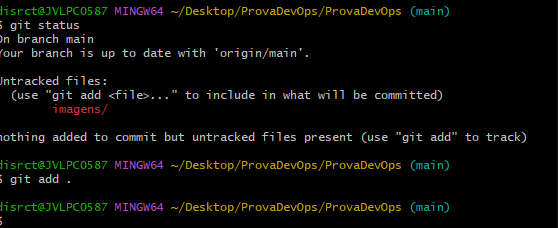 disrct@JVLPC0587 MINGW64 ~/Desktop/ProvaDevOps/ProvaDevOps (main)
$ git status
On branch main
Your branch is up to date with 'origin/main'.
Untracked files:
(use "git add <file>..." to include in what will be committed)
imagens/
nothing added to commit but untracked files present (use "git add" to track)
disrct@JVLPC0587 MINGW64 ~/Desktop/ProvaDevOps/ProvaDevOps (main)
$ git add .
disrct@JVLPC0587 MINGW64 ~/Desktop/ProvaDevOps/ProvaDevOps (main)
$